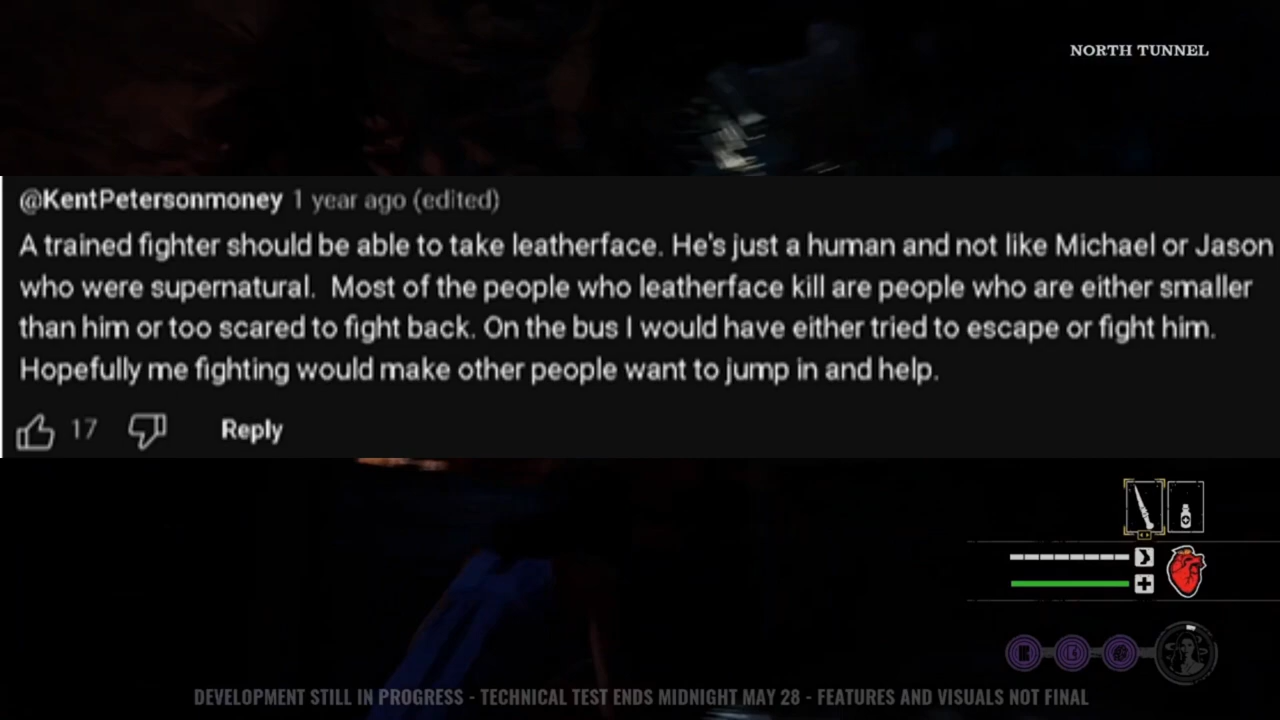 NORTH TUNNEL
@KentPetersonmoney 1 year ago (edited)
A trained fighter should be able to take leatherface. He's just a human and not like Michael or Jason
who were supernatural.  Most of the people who leatherface kill are people who are either smaller
than him or too scared to fight back. On the bus I would have either tried to escape or fight him.
Hopefully me fighting would make other people want to jump in and help.
17 Reply
DEVELOPMENT STILL IN PROGRESS - TECHNICAL TEST ENDS MIDNIGHT MAY 28 - FEATURES AND VISUALS NOT FINAL